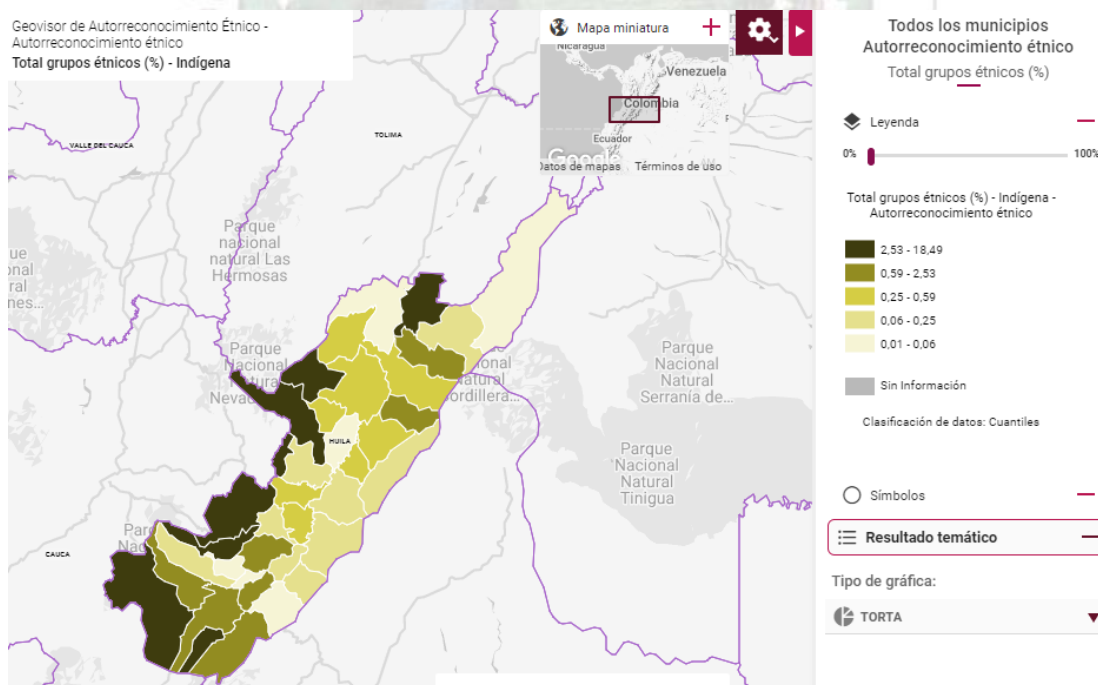 Geovisor de Autorreconocimiento Étnico -
Autorreconocimiento étnico
Total grupos étnicos (%) - Indígena
Mapa miniatura
Nicaragua
Venezuela
Colombia
Ecuador
Google
Datos de mapas
Términos de uso
VALLE DEL CAUCA
TOLIMA
Parque
nacional
natural Las
Hermosas
Parque
Nacional
HUILA
Parque
Nacional
Natural
Serranía de...
Parque
Nacional
Natural
Tinigua
CAUCA
Todos los municipios
Autorreconocimiento étnico
Total grupos étnicos (%)
Leyenda
0%
100%
Total grupos étnicos (%) - Indígena -
Autorreconocimiento étnico
2,53 - 18,49
0,59 - 2,53
0,25 - 0,59
0,06 - 0,25
0,01 - 0,06
Sin Información
Clasificación de datos: Cuantiles
Símbolos
Resultado temático
Tipo de gráfica:
TORTA